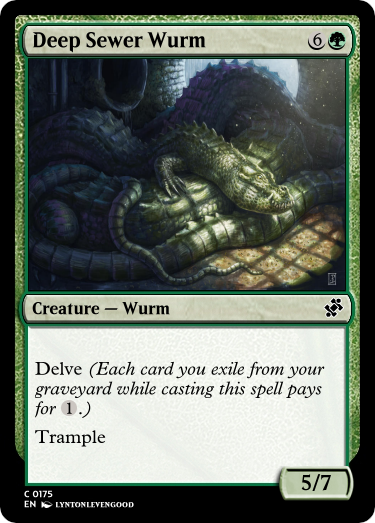 Deep Sewer Wurm 6
Creature — Wurm
Delve (Each card you exile from your
graveyard while casting this spell pays
for 1.)
Trample
5/7
C 0175
EN LYNTONLEVENGOOD